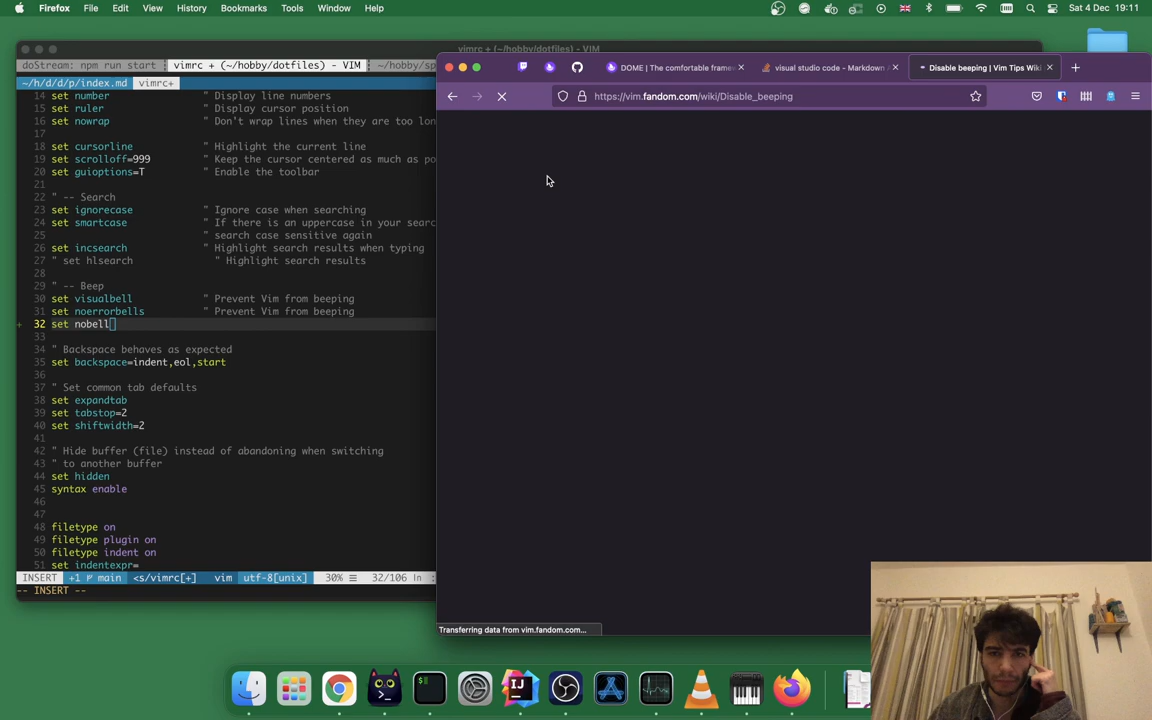 Firefox File Edit View History Bookmarks Tools Window Help Sat 4 Dec 19:11
vimrc + (~/hobby/dotfiles) - VIM
doStream: npm run start vimrc + (~/hobby/dotfiles) - VIM ~/hobby/sp
~/h/d/d/p/index.md vimrc+
14 set number " Display line numbers
15 set ruler " Display cursor position
16 set nowrap " Don't wrap lines when they are too lon
17
18 set cursorline " Highlight the current line
19 set scrolloff=999 " Keep the cursor centered as much as po
20 set guioptions=T " Enable the toolbar
21
22 " -- Search
23 set ignorecase " Ignore case when searching
24 set smartcase " If there is an uppercase in your searc
25 " search case sensitive again
26 set incsearch " Highlight search results when typing
27 " set hlsearch " Highlight search results
28
29 " -- Beep
30 set visualbell " Prevent Vim from beeping
31 set noerrorbells " Prevent Vim from beeping
+ 32 set nobell
33
34 " Backspace behaves as expected
35 set backspace=indent,eol,start
36
37 " Set common tab defaults
38 set expandtab
39 set tabstop=2
40 set shiftwidth=2
41
42 " Hide buffer (file) instead of abandoning when switching
43 " to another buffer
44 set hidden
45 syntax enable
46
47
48 filetype on
49 filetype plugin on
50 filetype indent on
51 set indentexpr=
INSERT +1 main <s/vimrc[+] vim utf-8[unix] 30% 32/106 ln :
-- INSERT --
DOME | The comfortable frame
visual studio code - Markdown
Disable beeping | Vim Tips Wiki
https://vim.fandom.com/wiki/Disable_beeping
Transferring data from vim.fandom.com...